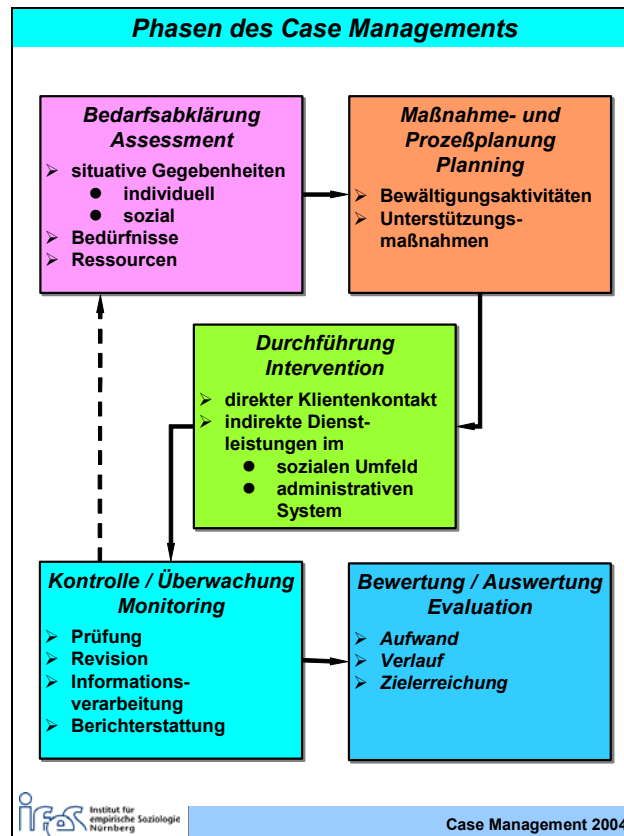 Phasen des Case Managements
Bedarfsabklärung
Assessment
➢ situative Gegebenheiten
● individuell
● sozial
➢ Bedürfnisse
➢ Ressourcen
Maßnahme- und
Prozeßplanung
Planning
➢ Bewältigungsaktivitäten
➢ Unterstützungs-
maßnahmen
Durchführung
Intervention
➢ direkter Klientenkontakt
➢ indirekte Dienst-
leistungen im
● sozialen Umfeld
● administrativen
System
Kontrolle / Überwachung
Monitoring
➢ Prüfung
➢ Revision
➢ Informations-
verarbeitung
➢ Berichterstattung
Bewertung / Auswertung
Evaluation
➢ Aufwand
➢ Verlauf
➢ Zielerreichung
ifes
Institut für
empirische Soziologie
Nürnberg
Case Management 2004